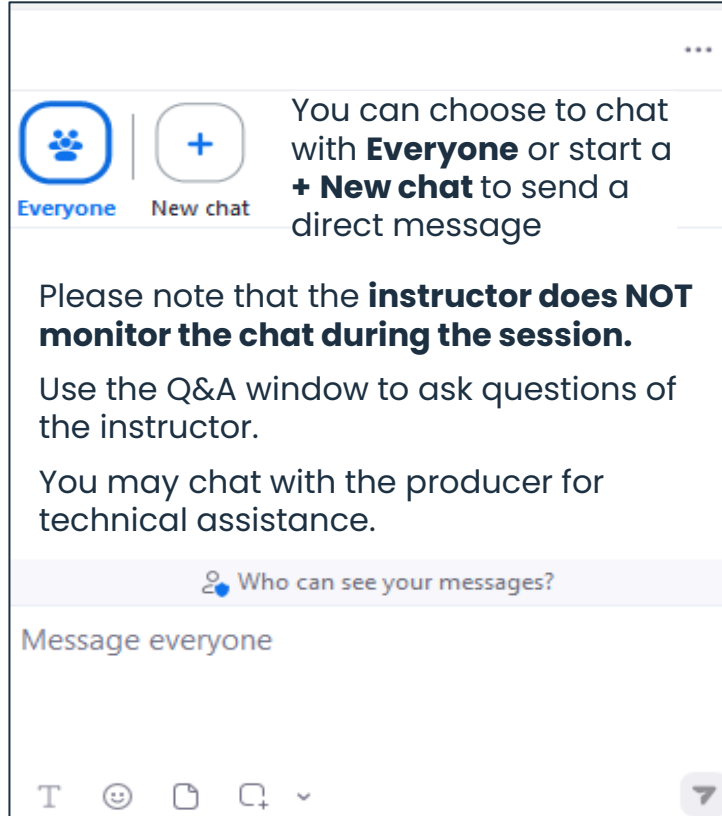 You can choose to chat
with Everyone or start a
+ New chat to send a
direct message
Everyone
New chat
Please note that the instructor does NOT
monitor the chat during the session.
Use the Q&A window to ask questions of
the instructor.
You may chat with the producer for
technical assistance.
Who can see your messages?
Message everyone